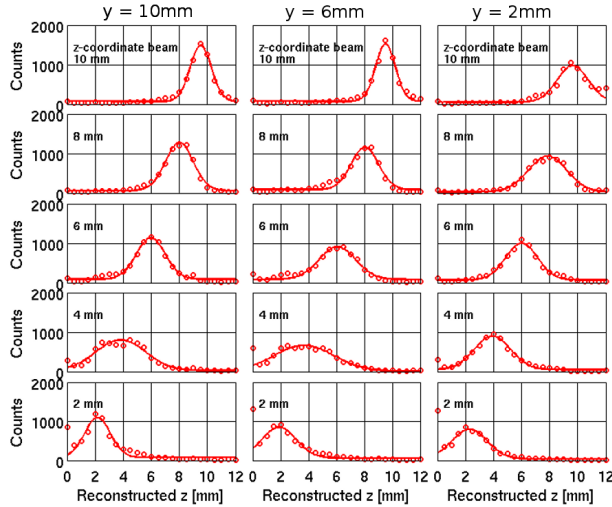 y = 10mm y = 6mm y = 2mm
2000 z-coordinate beam z-coordinate beam z-coordinate beam
10 mm 10 mm 10 mm
Counts 1000
0
2000
8 mm 8 mm 8 mm
Counts 1000
0
2000
6 mm 6 mm 6 mm
Counts 1000
0
2000
4 mm 4 mm 4 mm
Counts 1000
0
2000
2 mm 2 mm 2 mm
Counts 1000
0
0 2 4 6 8 10 12 0 2 4 6 8 10 12 0 2 4 6 8 10 12
Reconstructed z [mm] Reconstructed z [mm] Reconstructed z [mm]